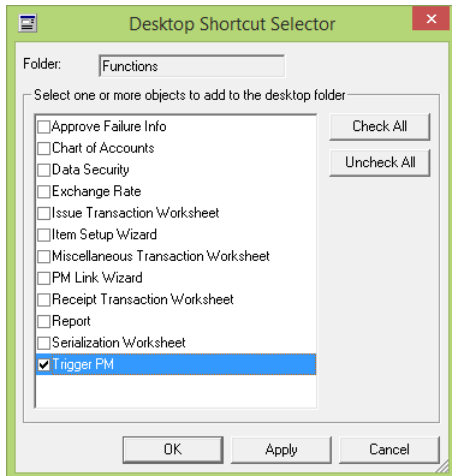 Desktop Shortcut Selector
Folder: Functions
Select one or more objects to add to the desktop folder
Approve Failure Info
Check All
Chart of Accounts
Data Security
Uncheck All
Exchange Rate
Issue Transaction Worksheet
Item Setup Wizard
Miscellaneous Transaction Worksheet
PM Link Wizard
Receipt Transaction Worksheet
Report
Serialization Worksheet
Trigger PM
OK Apply Cancel